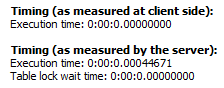 Timing (as measured at client side):
Execution time: 0:00:0.00000000
Timing (as measured by the server):
Execution time: 0:00:0.00044671
Table lock wait time: 0:00:0.00000000